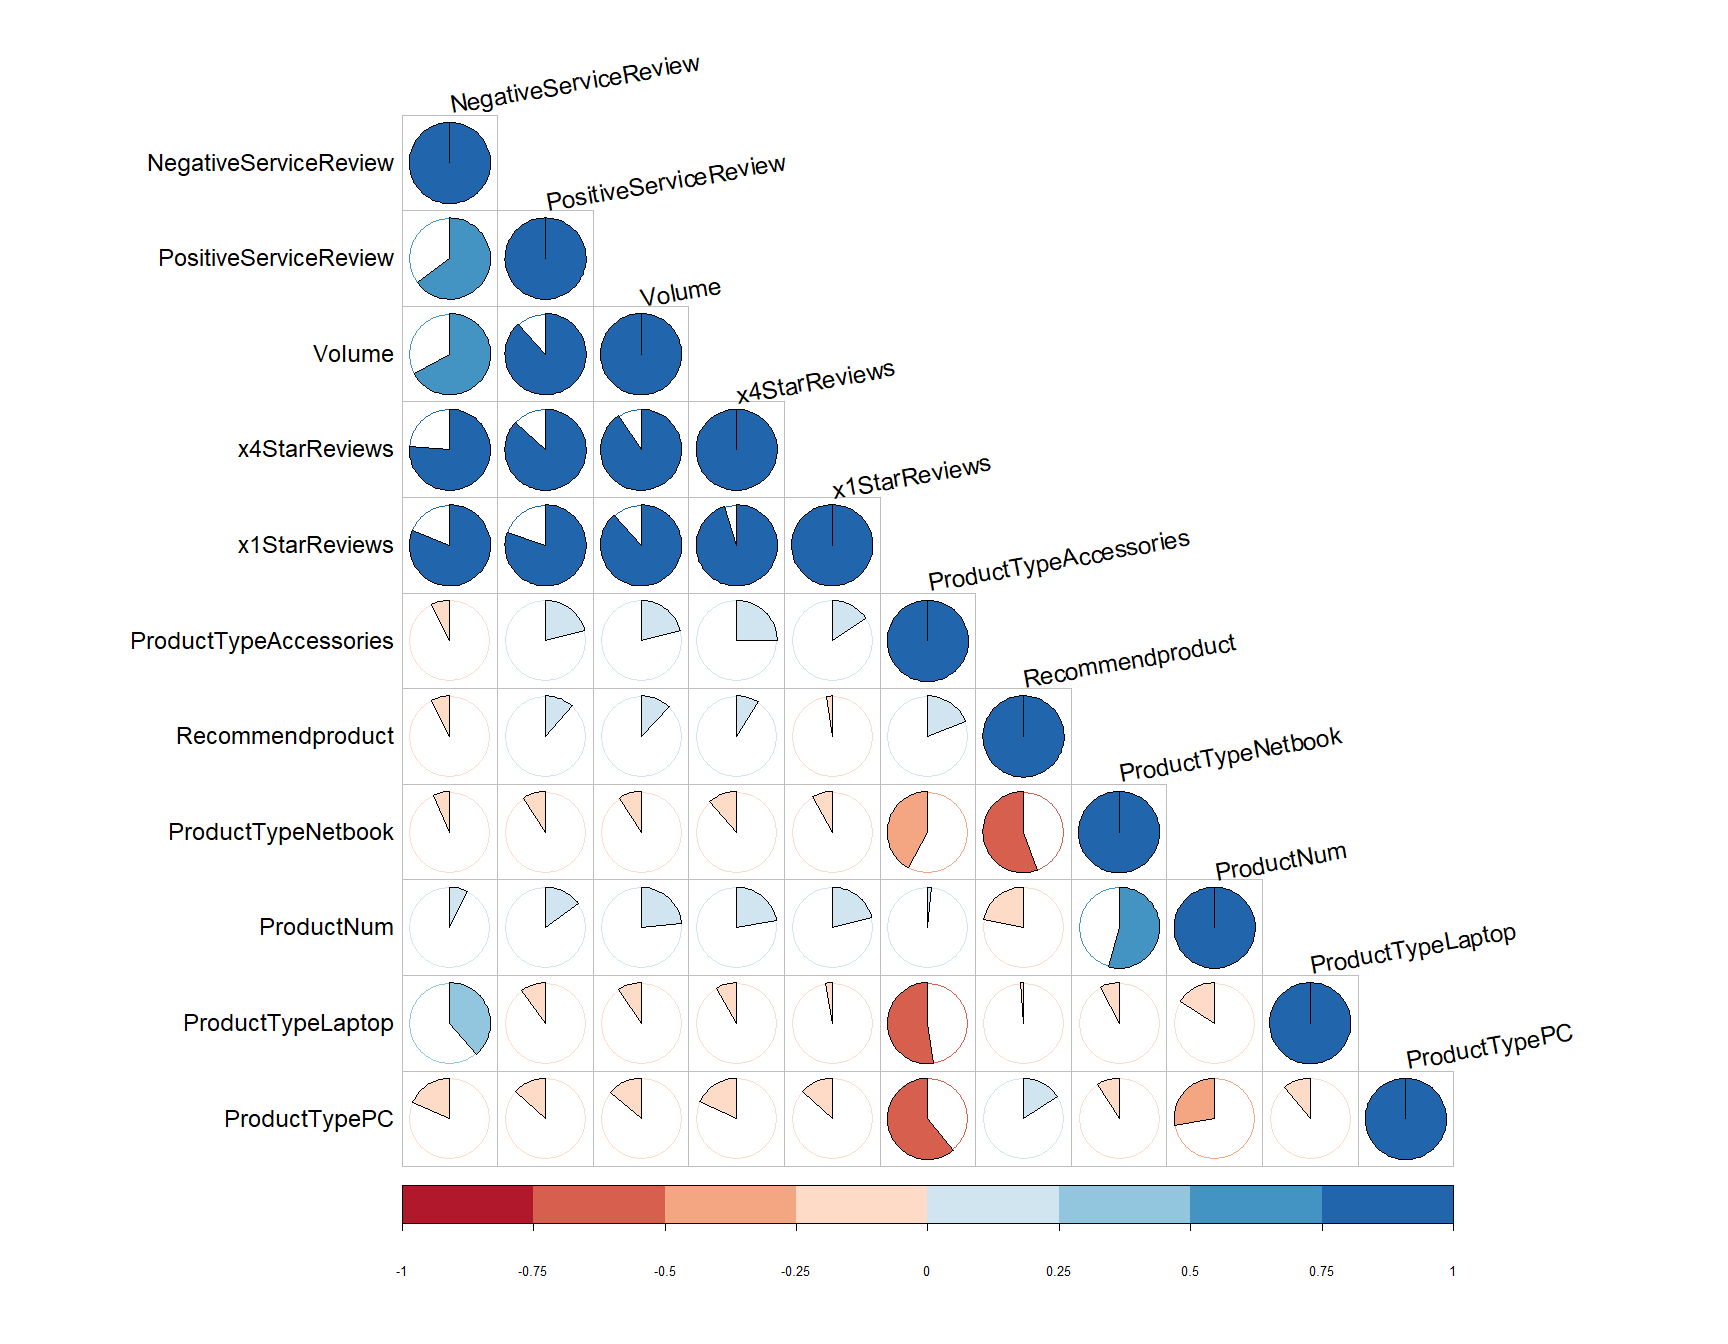 NegativeServiceReview
NegativeServiceReview
PositiveServiceReview
PositiveServiceReview
Volume
Volume
x4StarReviews
x4StarReviews
x1StarReviews
x1StarReviews
ProductTypeAccessories
ProductTypeAccessories
Recommendproduct
Recommendproduct
ProductTypeNetbook
ProductTypeNetbook
ProductNum
ProductNum
ProductTypeLaptop
ProductTypeLaptop
ProductTypePC
ProductTypePC
-1 -0.75 -0.5 -0.25 0 0.25 0.5 0.75 1